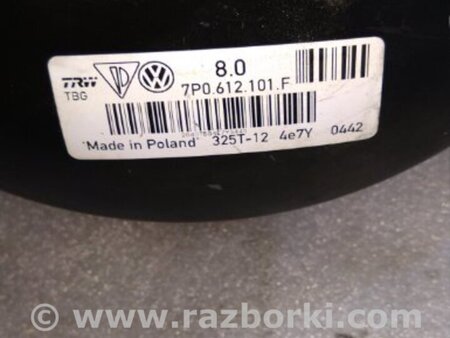 TRW
TBG
8.0
7P0.612.101.F
Made in Poland 325T-12 4e7Y 0442
© www.razborki.com